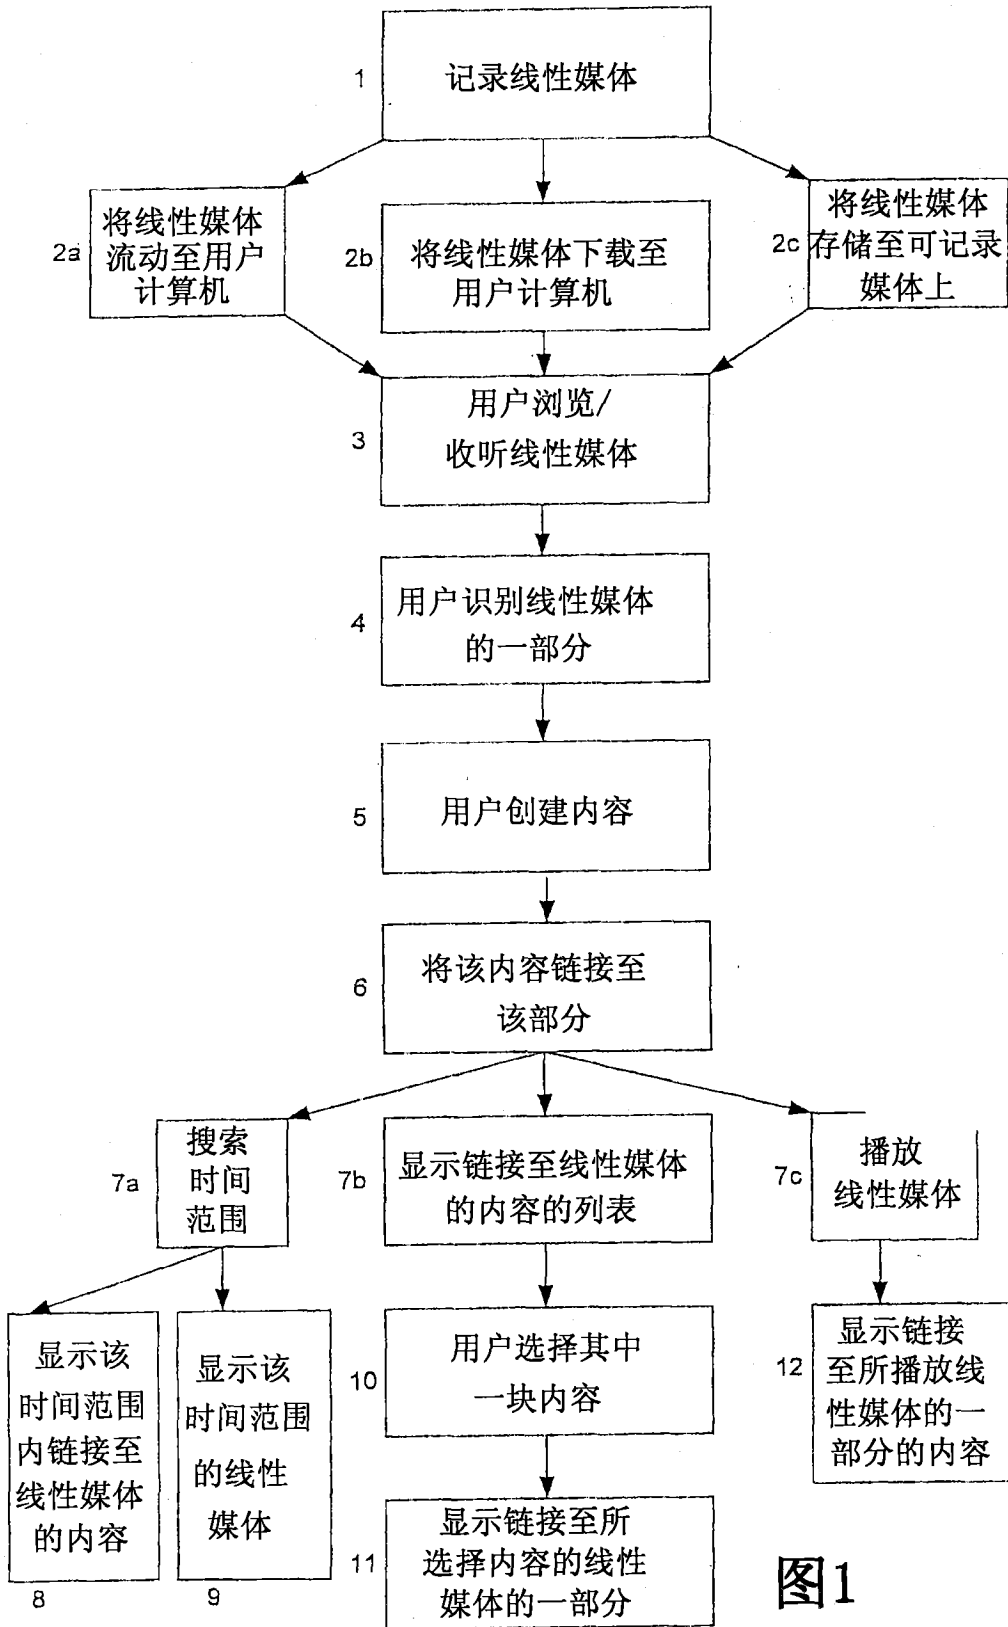 1
记录线性媒体
2a
将线性媒体
流动至用户
计算机
2b
将线性媒体下载至
用户计算机
2c
将线性媒体
存储至可记录
媒体上
3
用户浏览/
收听线性媒体
4
用户识别线性媒体
的一部分
5
用户创建内容
6
将该内容链接至
该部分
7a
搜索
时间
范围
7b
显示链接至线性媒体
的内容的列表
7c
播放
线性媒体
显示该
时间范围
内链接至
线性媒体
的内容
8
显示该
时间范围
的线性
媒体
9
10
用户选择其中
一块内容
11
显示链接至所
选择内容的线性
媒体的一部分
12
显示链接
至所播放线
性媒体的一
部分的内容
图1